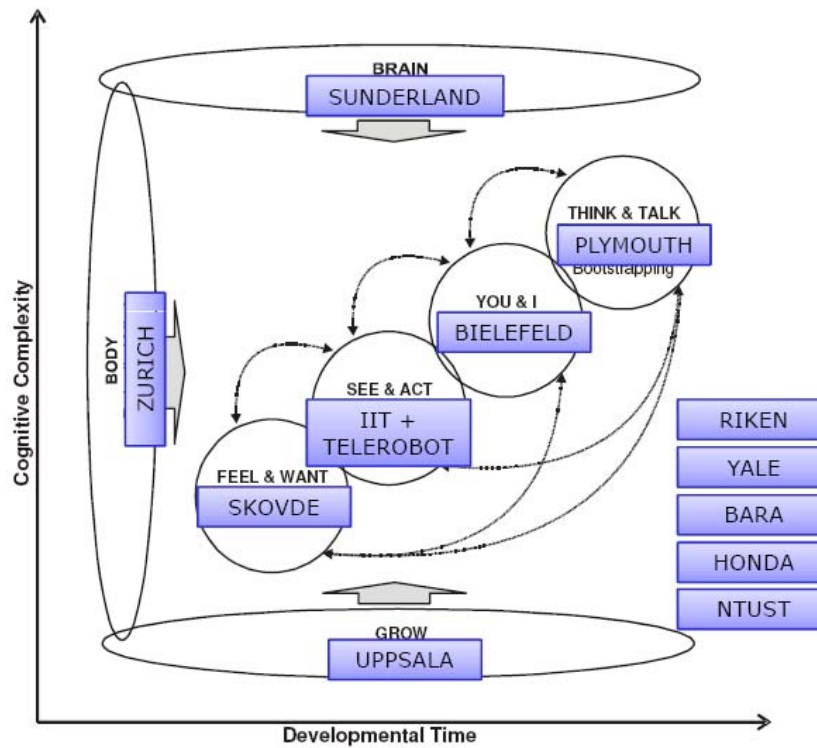 BRAIN
SUNDERLAND
THINK & TALK
PLYMOUTH
Bootstrapping
YOU & I
BIELEFELD
BODY
ZURICH
SEE & ACT
IIT +
TELEROBOT
FEEL & WANT
SKOVDE
RIKEN
YALE
BARA
HONDA
NTUST
GROW
UPPSALA
Cognitive Complexity
Developmental Time